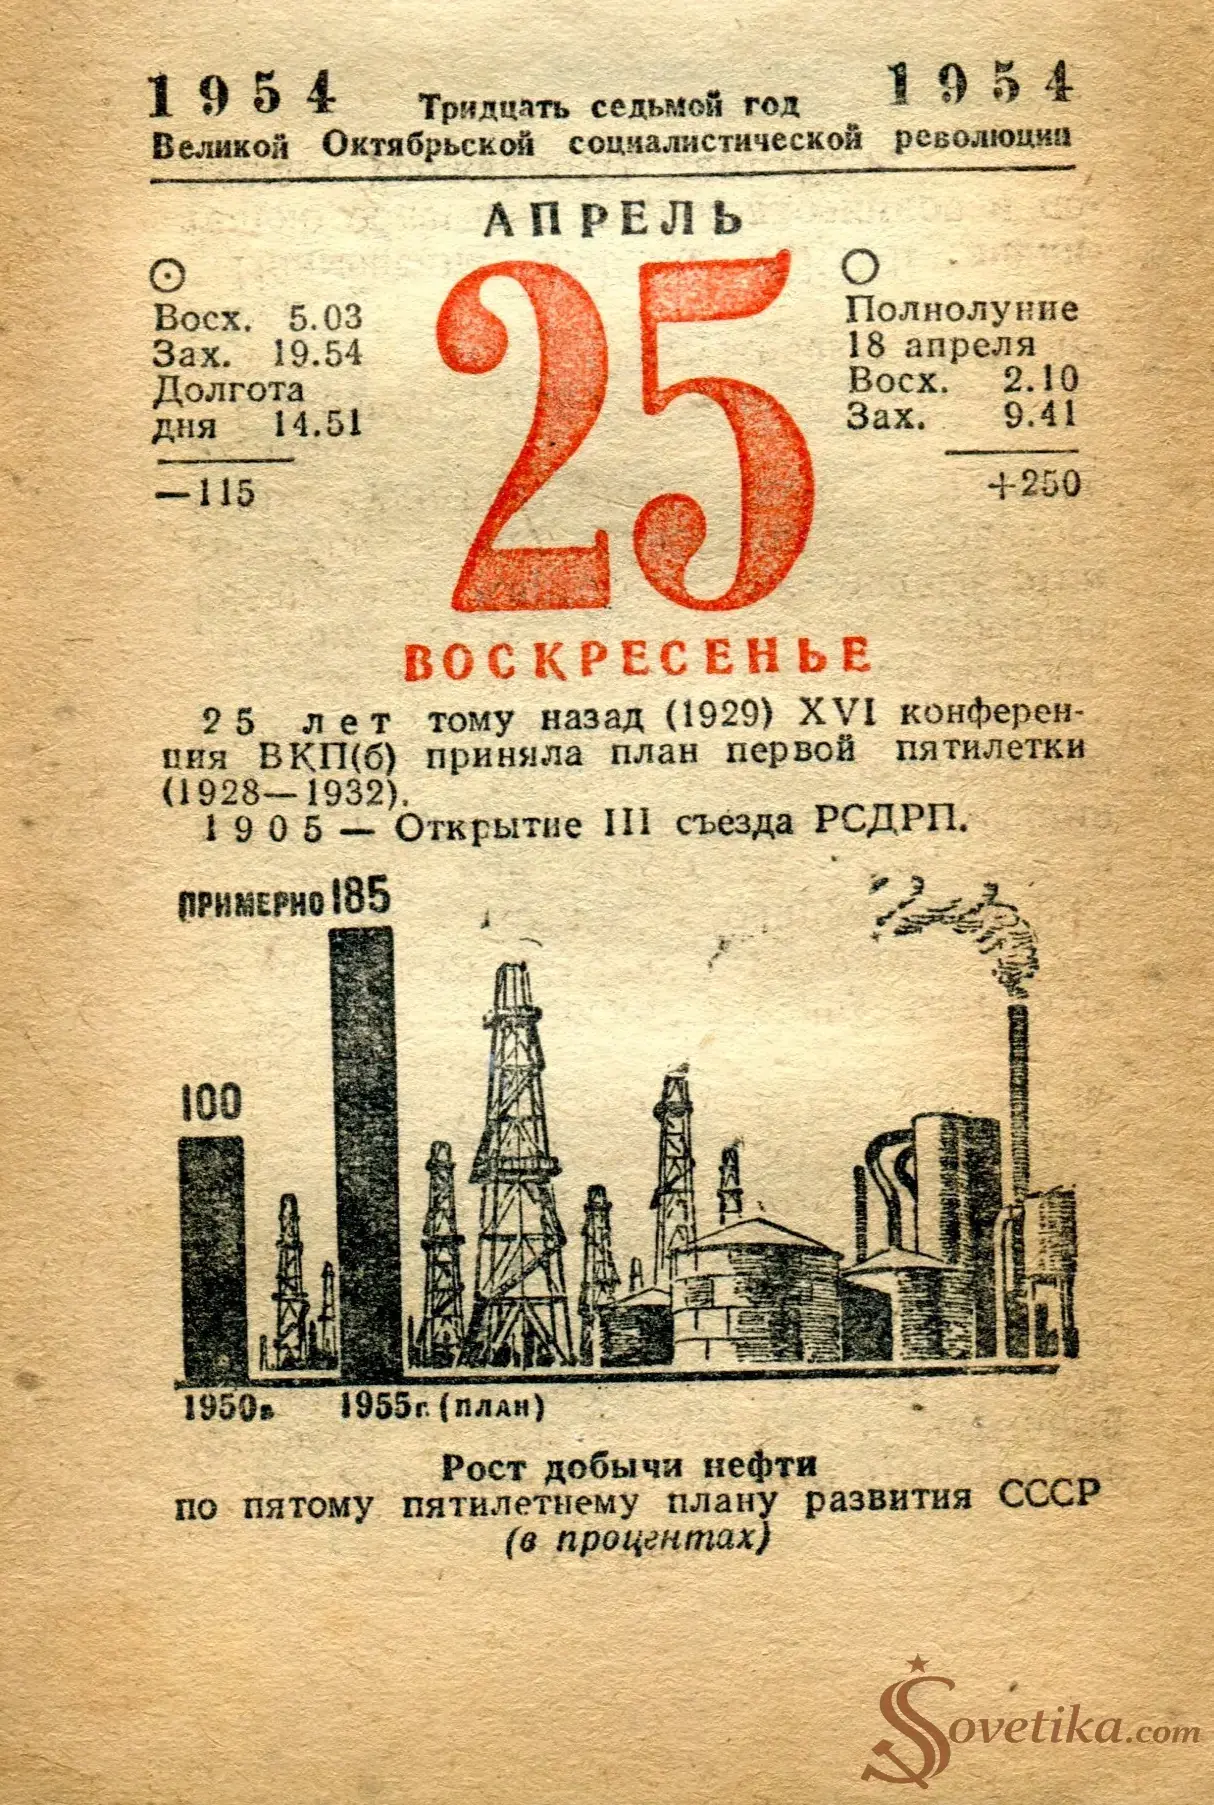 1954 Тридцать седьмой год 1954
Великой Октябрьской социалистической революции
АПРЕЛЬ
Восх. 5.03
Зах. 19.54
Долгота
дня 14.51
—115
25
Полнолуние
18 апреля
Восх. 2.10
Зах. 9.41
+250
ВОСКРЕСЕНЬЕ
25 лет тому назад (1929) XVI конферен-
ция ВКП(б) приняла план первой пятилетки
(1928—1932).
1905 — Открытие III съезда РСДРП.
ПРИМЕРНО 185
100
1950г. 1955г. (ПЛАН)
Рост добычи нефти
по пятому пятилетнему плану развития СССР
(в процентах)
Sovetika.com